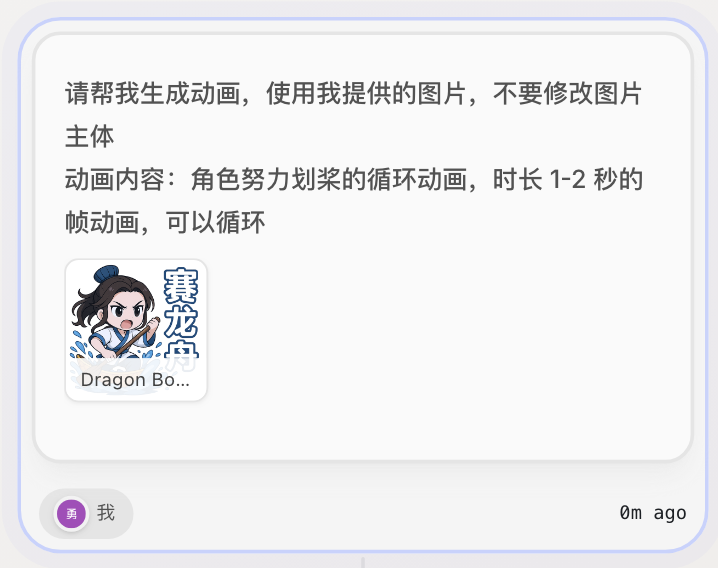 请帮我生成动画，使用我提供的图片，不要修改图片
主体
动画内容：角色努力划桨的循环动画，时长 1-2 秒的
帧动画，可以循环
赛龙舟
Dragon Bo...
勇 我
0m ago